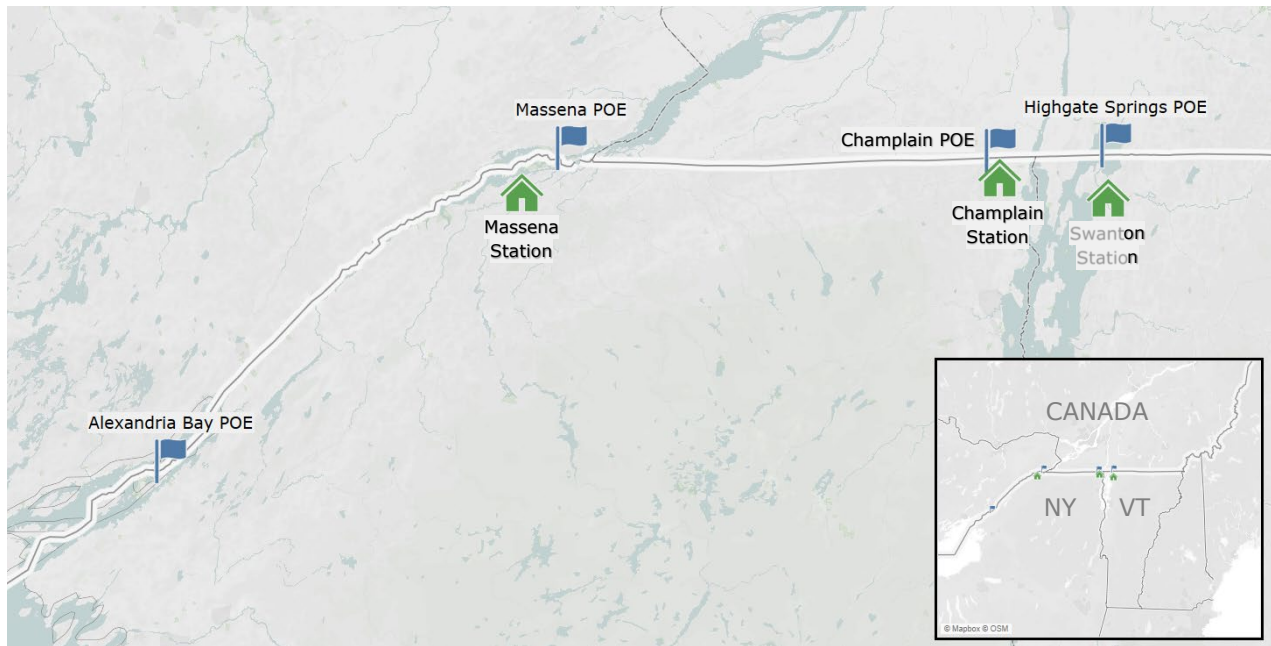 Massena POE
Highgate Springs POE
Champlain POE
Massena
Station
Champlain
Station
Swanton
Station
Alexandria Bay POE
CANADA
NY
VT
© Mapbox © OSM